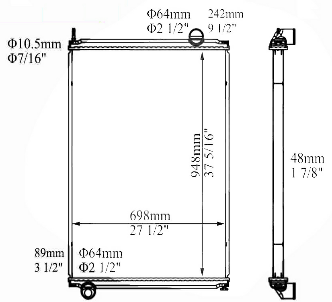 Φ64mm
Φ2 1/2"
242mm
9 1/2"
Φ10.5mm
Φ7/16"
948mm
37 5/16"
48mm
1 7/8"
698mm
27 1/2"
89mm
3 1/2"
Φ64mm
Φ2 1/2"